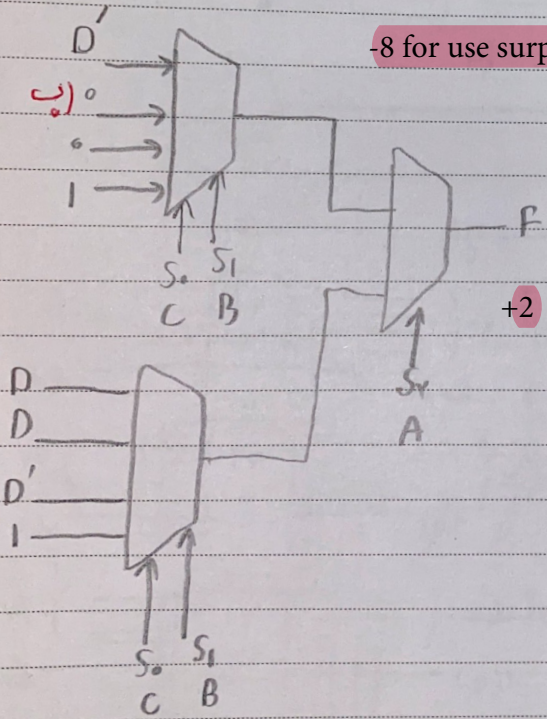 D'
-8 for use surp
ب) 0
0
1
S0 S1
C B
F
+2
S2
A
D
D
D'
1
S0 S1
C B